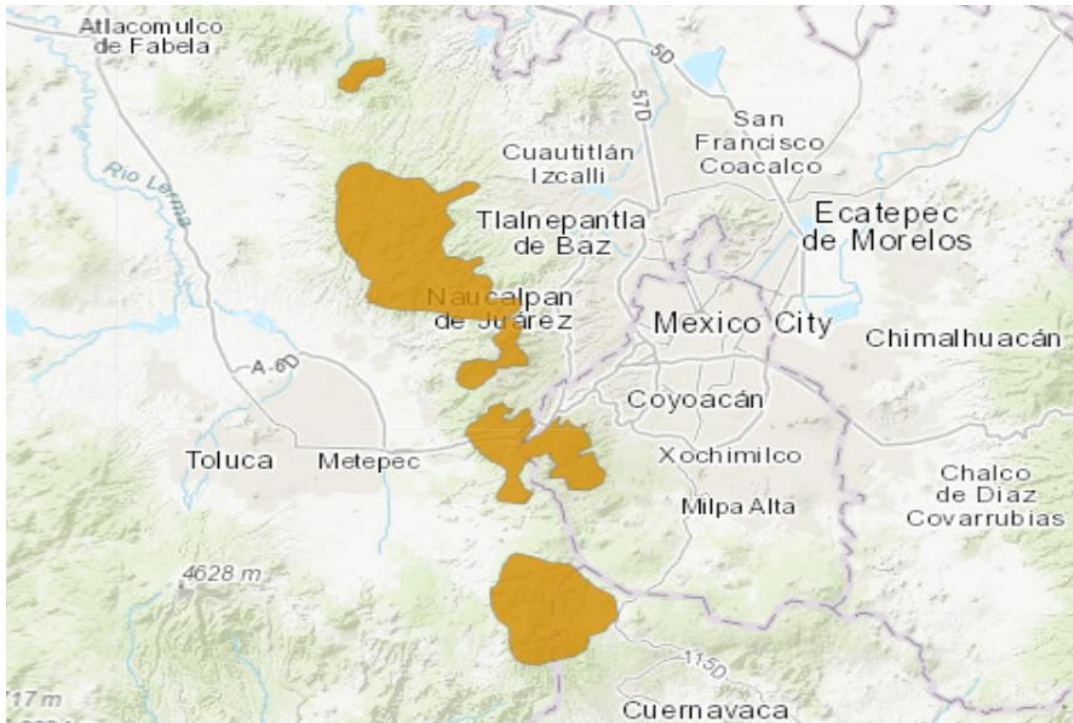 Atlacomulco
de Fabela
5D
57D
San
Francisco
Coacalco
Cuautitlán
Izcalli
Rio Lerma
Tlalnepantla
de Baz
Ecatepec
de Morelos
Naucalpan
de Juárez
Mexico City
Chimalhuacán
A-6D
Coyoacán
Toluca
Metepec
Xochimilco
Chalco
de Diaz
Covarrubias
Milpa Alta
4628 m
115D
717 m
Cuernavaca